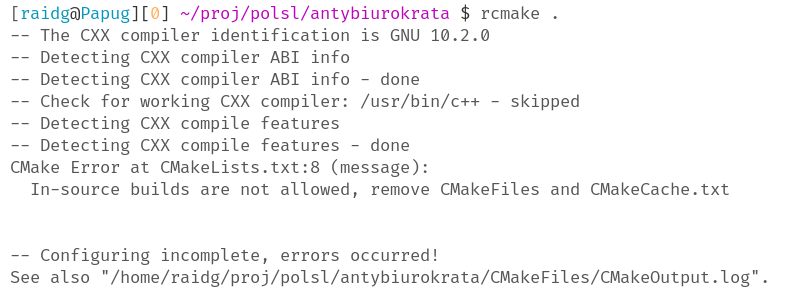 [raidg@Papug][0] ~/proj/polsl/antybiurokrata $ rcmake .
-- The CXX compiler identification is GNU 10.2.0
-- Detecting CXX compiler ABI info
-- Detecting CXX compiler ABI info - done
-- Check for working CXX compiler: /usr/bin/c++ - skipped
-- Detecting CXX compile features
-- Detecting CXX compile features - done
CMake Error at CMakeLists.txt:8 (message):
  In-source builds are not allowed, remove CMakeFiles and CMakeCache.txt
-- Configuring incomplete, errors occurred!
See also "/home/raidg/proj/polsl/antybiurokrata/CMakeFiles/CMakeOutput.log".